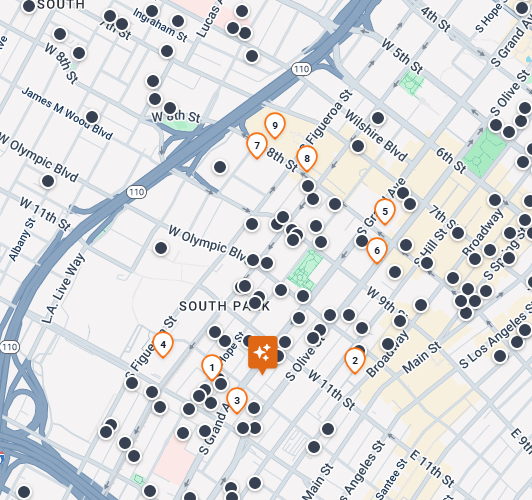 SOUTH
7th St
Ingraham St
Lucas A
4th St
S Hope S
S Grand A
W 5th St
W 8th St
110
S Olive St
James M Wood Blvd
W 8th St
9
S Figueroa St
Wilshire Blvd
7
8th St
8
6th St
W Olympic Blvd
110
5
S Grand Ave
7th St
Broadway
W 11th St
Albany St
W Olympic Blvd
6
S Hill St
S Spring S
L.A. Live Way
SOUTH PARK
W 9th St
S Los Angeles St
4
S Figueroa St
110
1
Hope St
S Olive St
2
Broadway
Main St
3
W 11th St
S Grand A
E 9th
E 11th St
Main St
Los Angeles St
Santee St